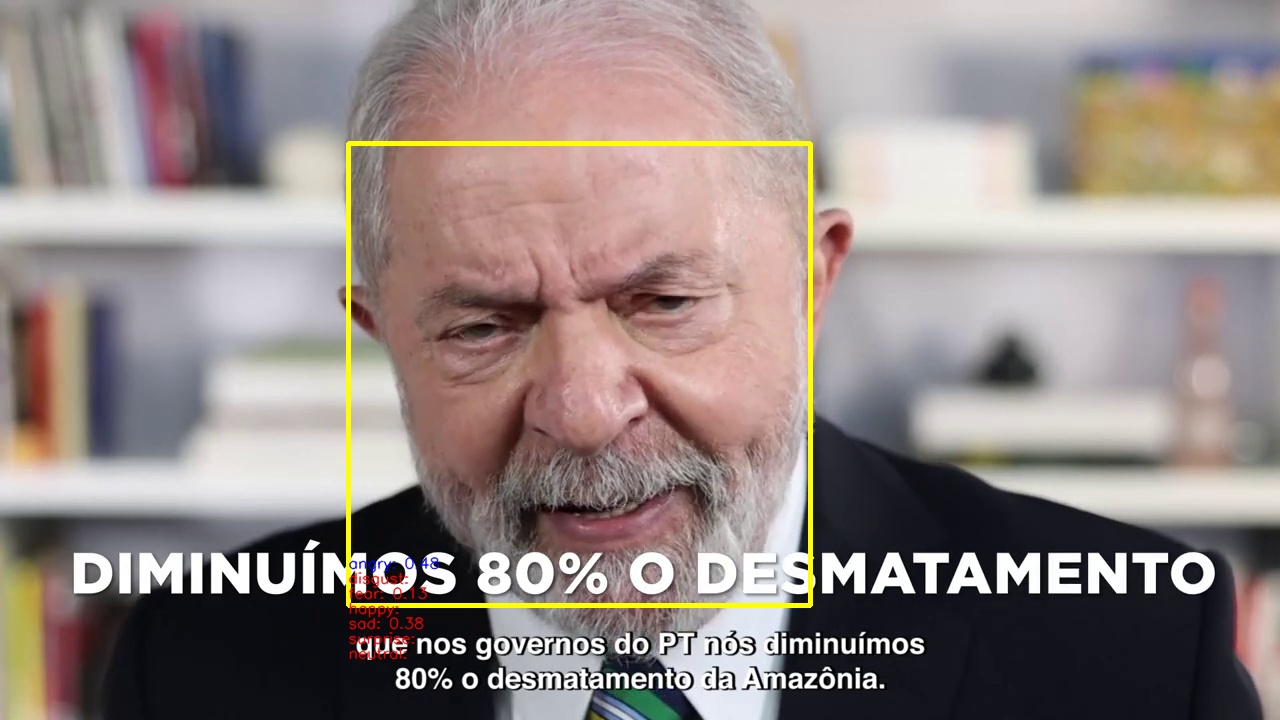 DIMINUÍMOS 80% O DESMATAMENTO
angry: 0.48
disgust:
fear: 0.13
happy:
sad: 0.38
surprise:
neutral:
que nos governos do PT nós diminuímos
80% o desmatamento da Amazônia.